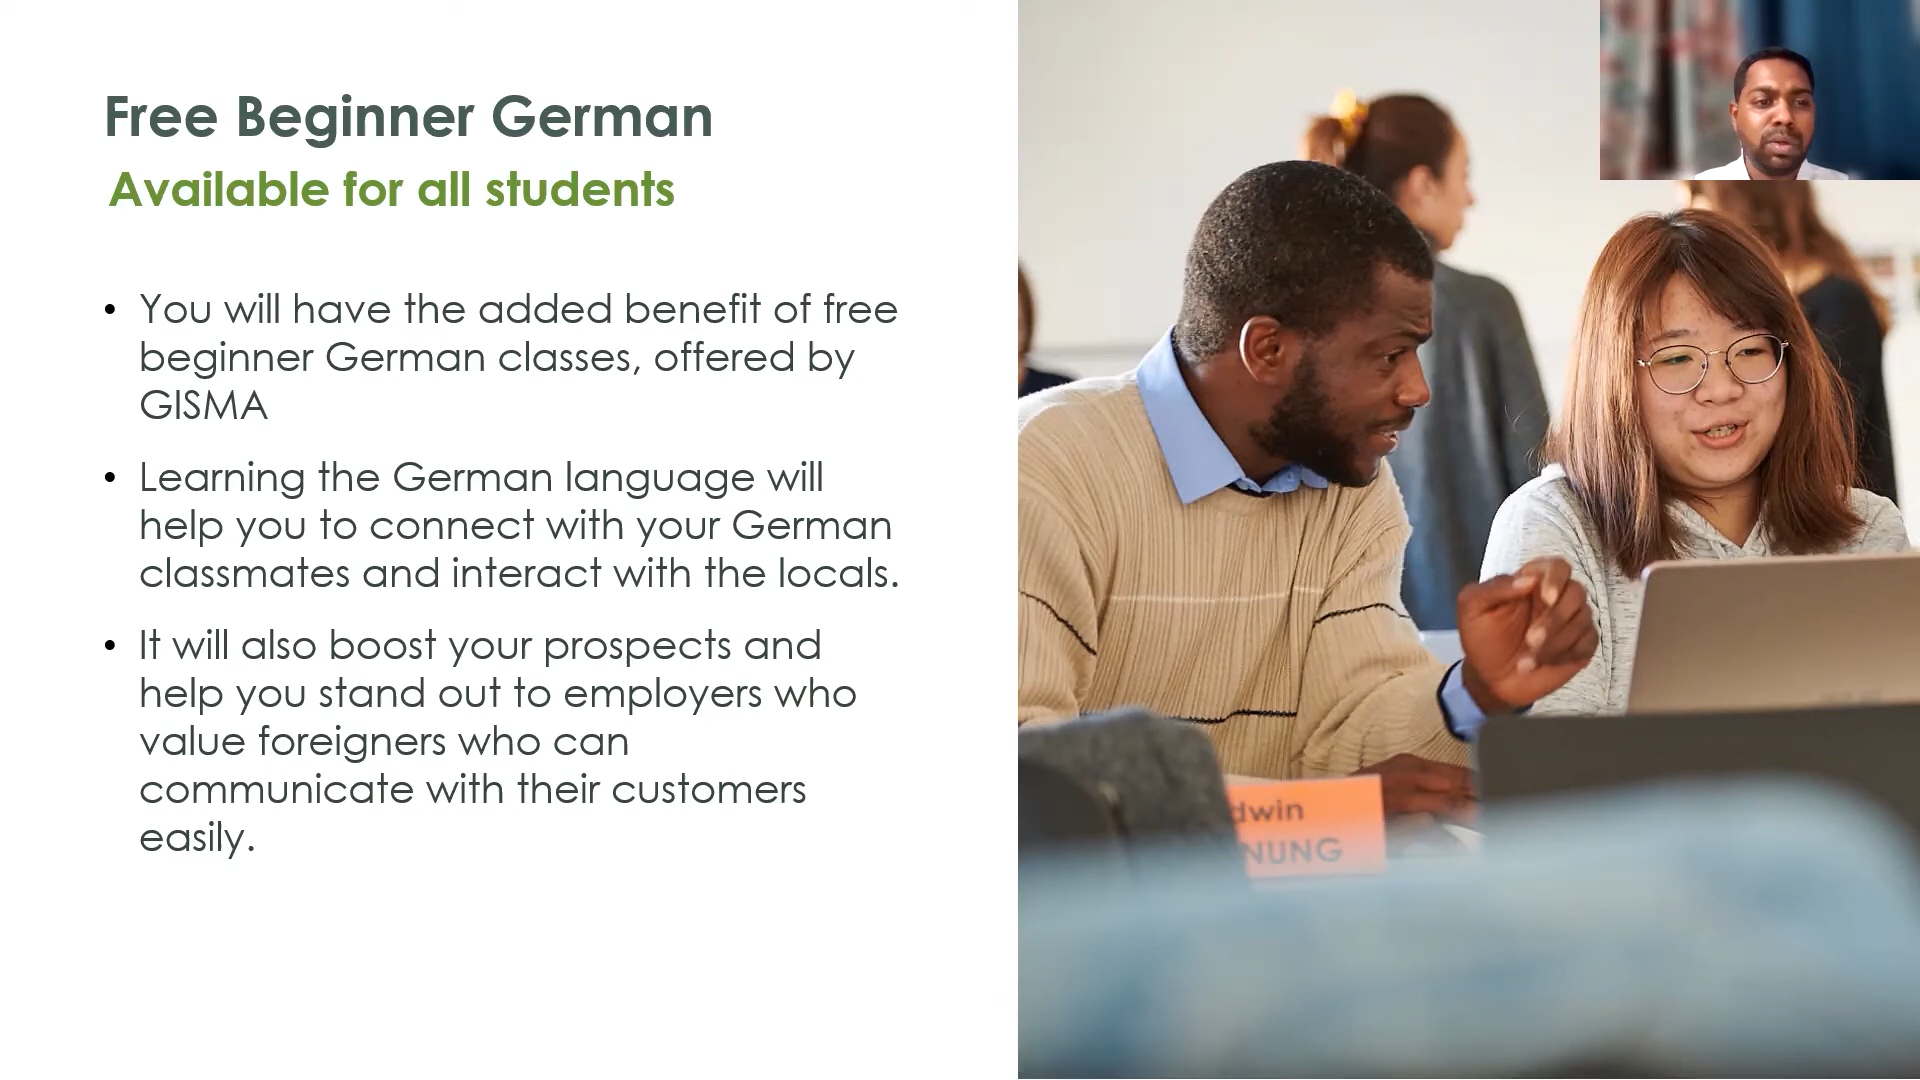 Free Beginner German
Available for all students
• You will have the added benefit of free
beginner German classes, offered by
GISMA
• Learning the German language will
help you to connect with your German
classmates and interact with the locals.
• It will also boost your prospects and
help you stand out to employers who
value foreigners who can
communicate with their customers
easily.
dwin
NUNG